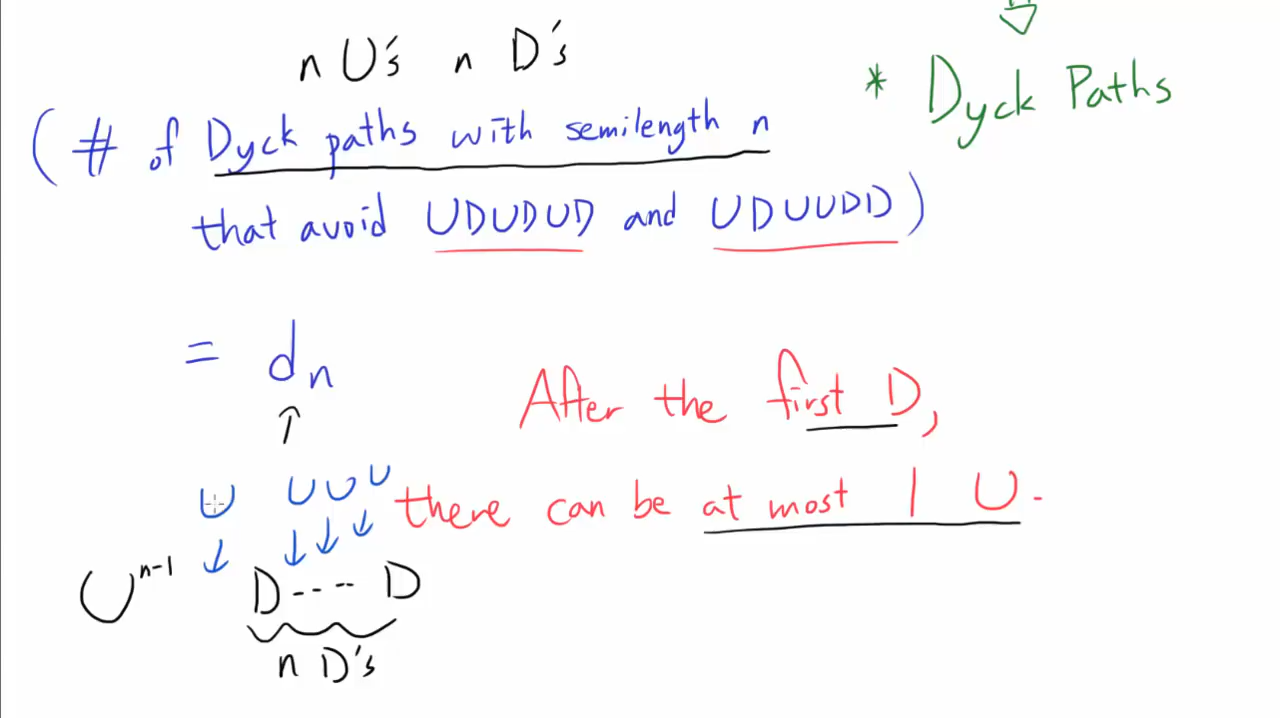 n U's n D's
* Dyck Paths
(# of Dyck paths with semilength n
that avoid UDUDUD and UDUUDD)
= dn
After the first D,
there can be at most 1 U.
U U U U
U^n-1 D---- D
n D's